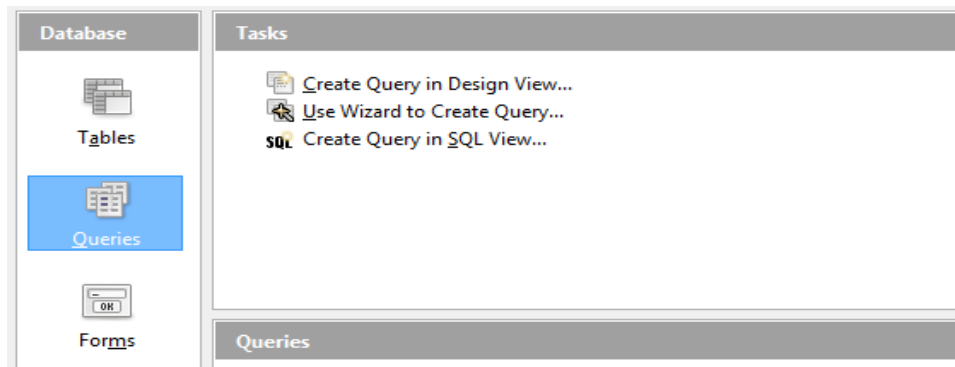 Database
Tables
Queries
Forms
OK
Tasks
Create Query in Design View...
Use Wizard to Create Query...
SQL Create Query in SQL View...
Queries